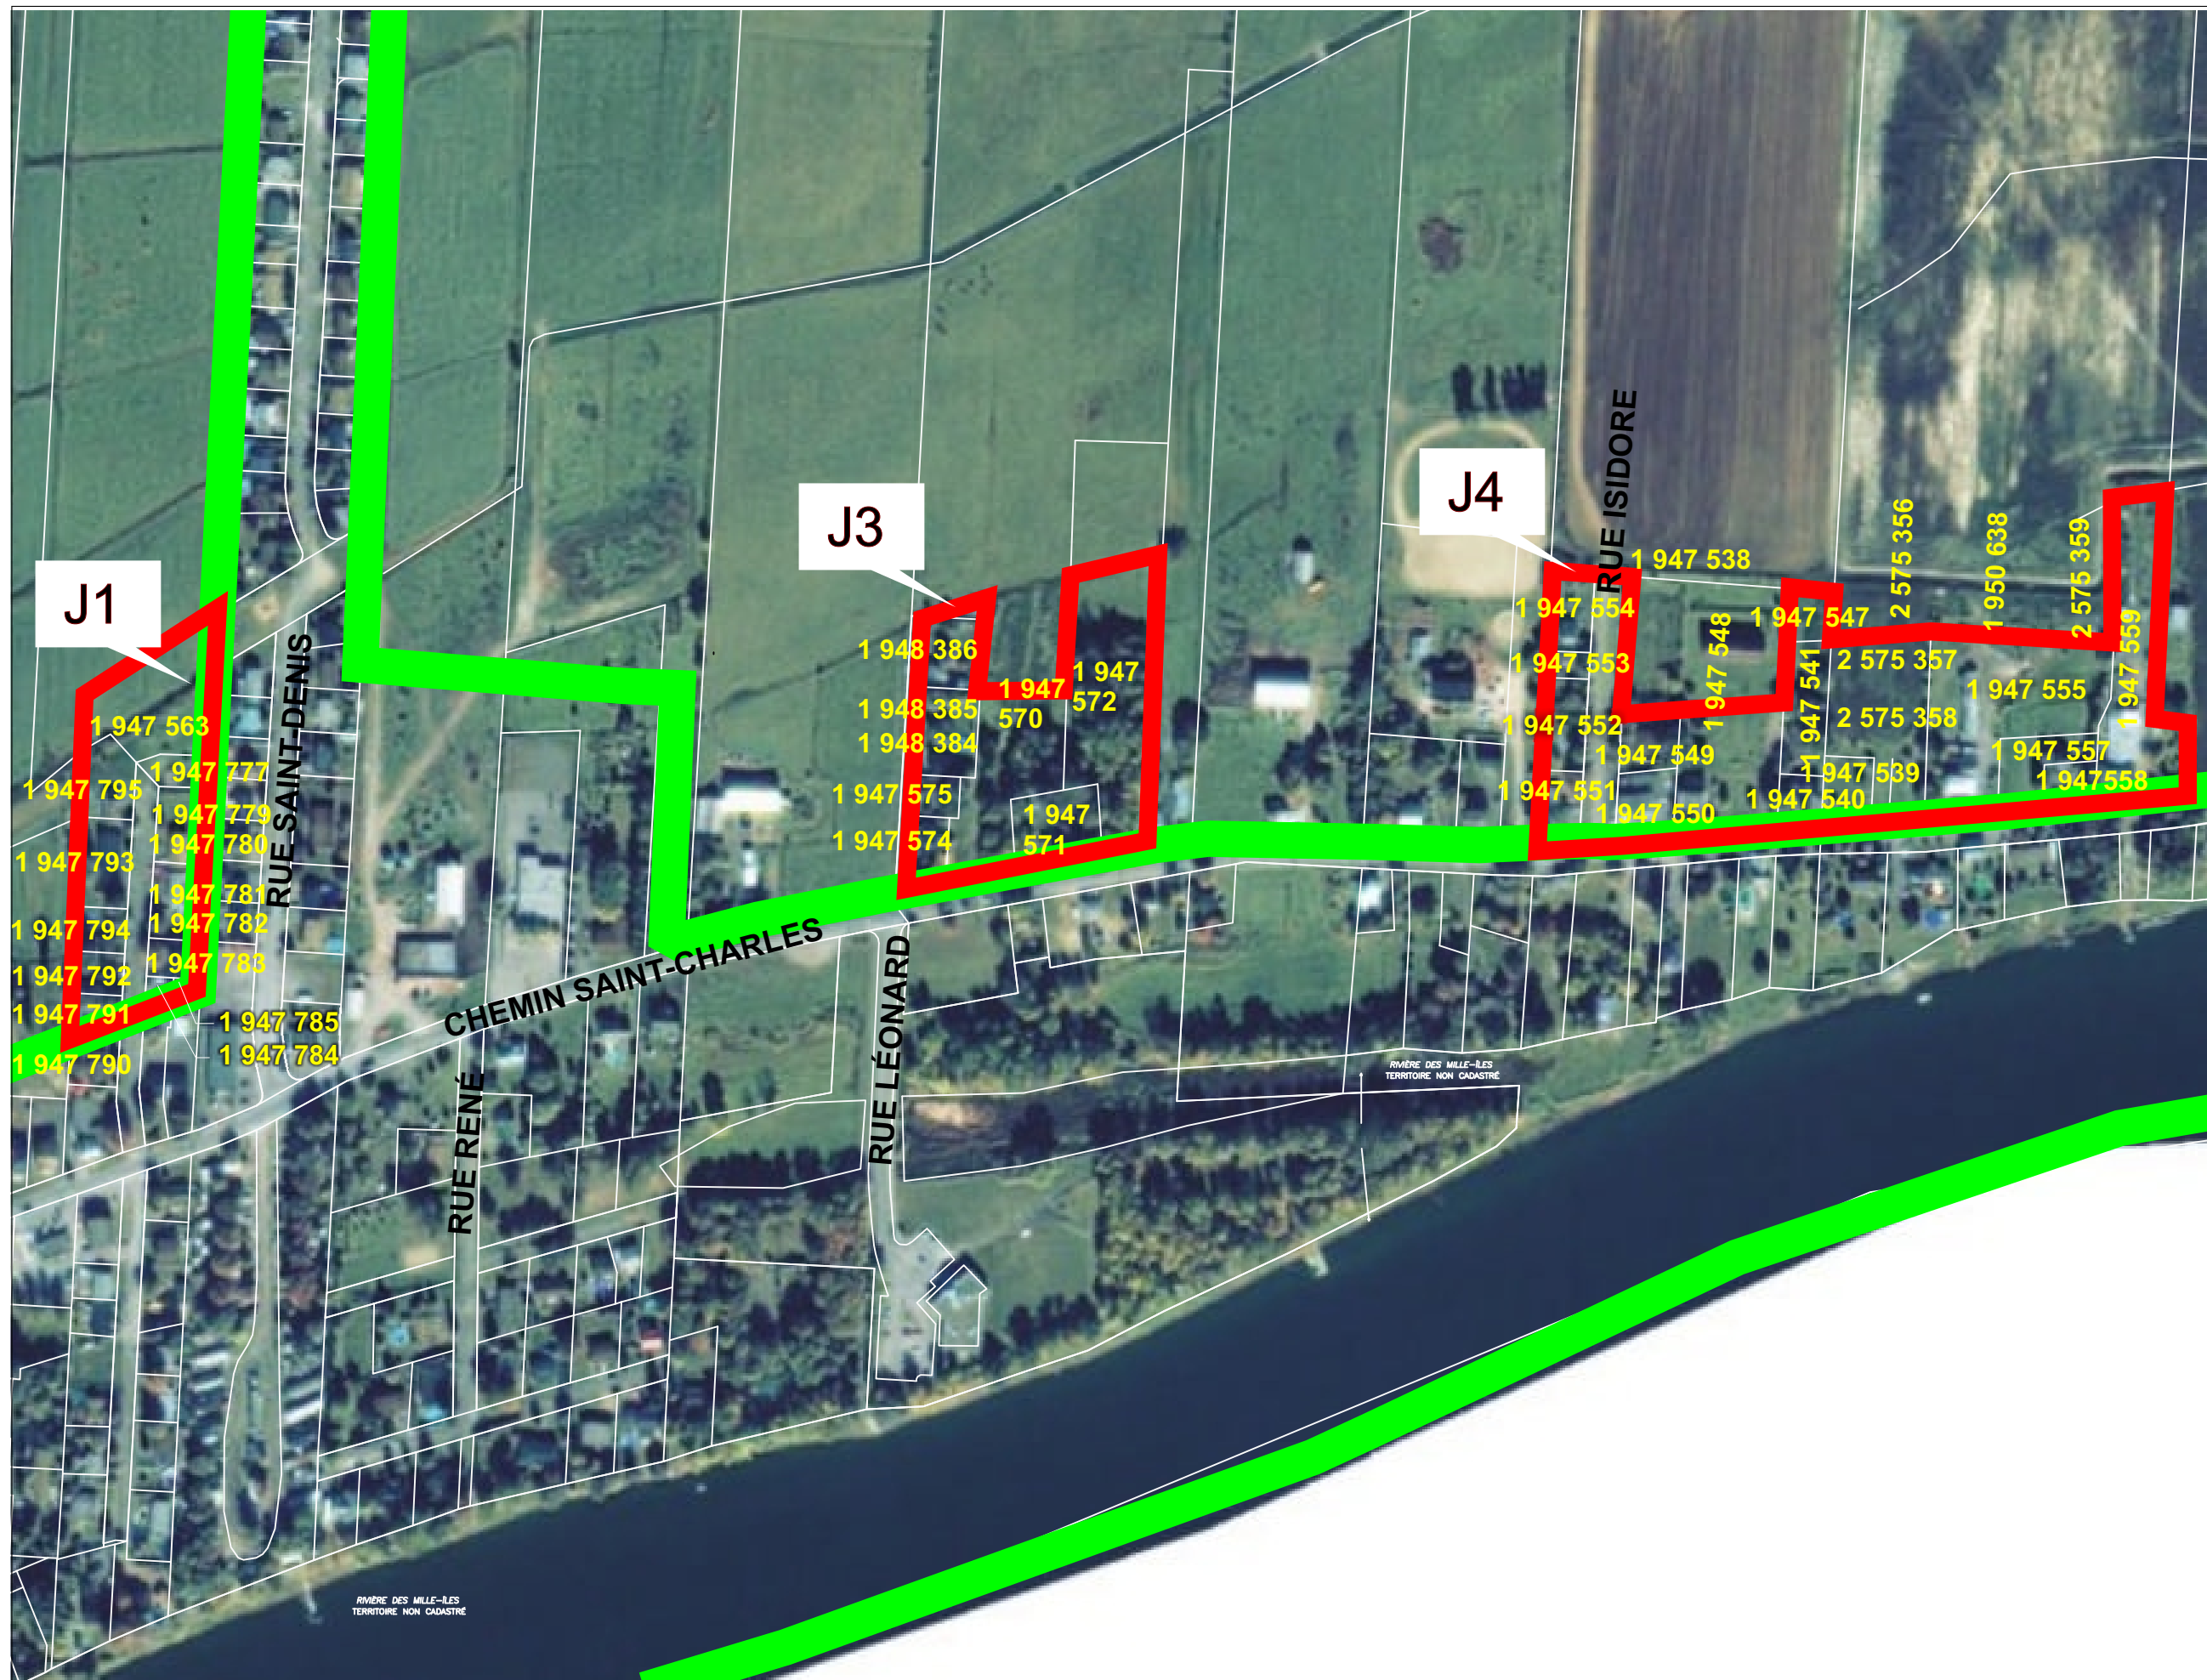 J1
J3
J4
RUE SAINT-DENIS
RUE ISIDORE
CHEMIN SAINT-CHARLES
RUE LÉONARD
RUE RENÉ
1 947 563
1 947 795
1 947 777
1 947 779
1 947 780
1 947 793
1 947 781
1 947 782
1 947 794
1 947 783
1 947 792
1 947 791
1 947 785
1 947 784
1 947 790
1 948 386
1 948 385
1 948 384
1 947 575
1 947 574
1 947
570
1 947
572
1 947
571
1 947 538
1 947 554
1 947 553
1 947 552
1 947 551
1 947 549
1 947 550
1 947 548
1 947 547
1 947 541
1 947 540
1 947 539
2 575 356
1 950 638
2 575 359
2 575 357
2 575 358
1 947 555
1 947 559
1 947 557
1 947558
RIVIÈRE DES MILLE-ÎLES
TERRITOIRE NON CADASTRÉ
RIVIÈRE DES MILLE-ÎLES
TERRITOIRE NON CADASTRÉ